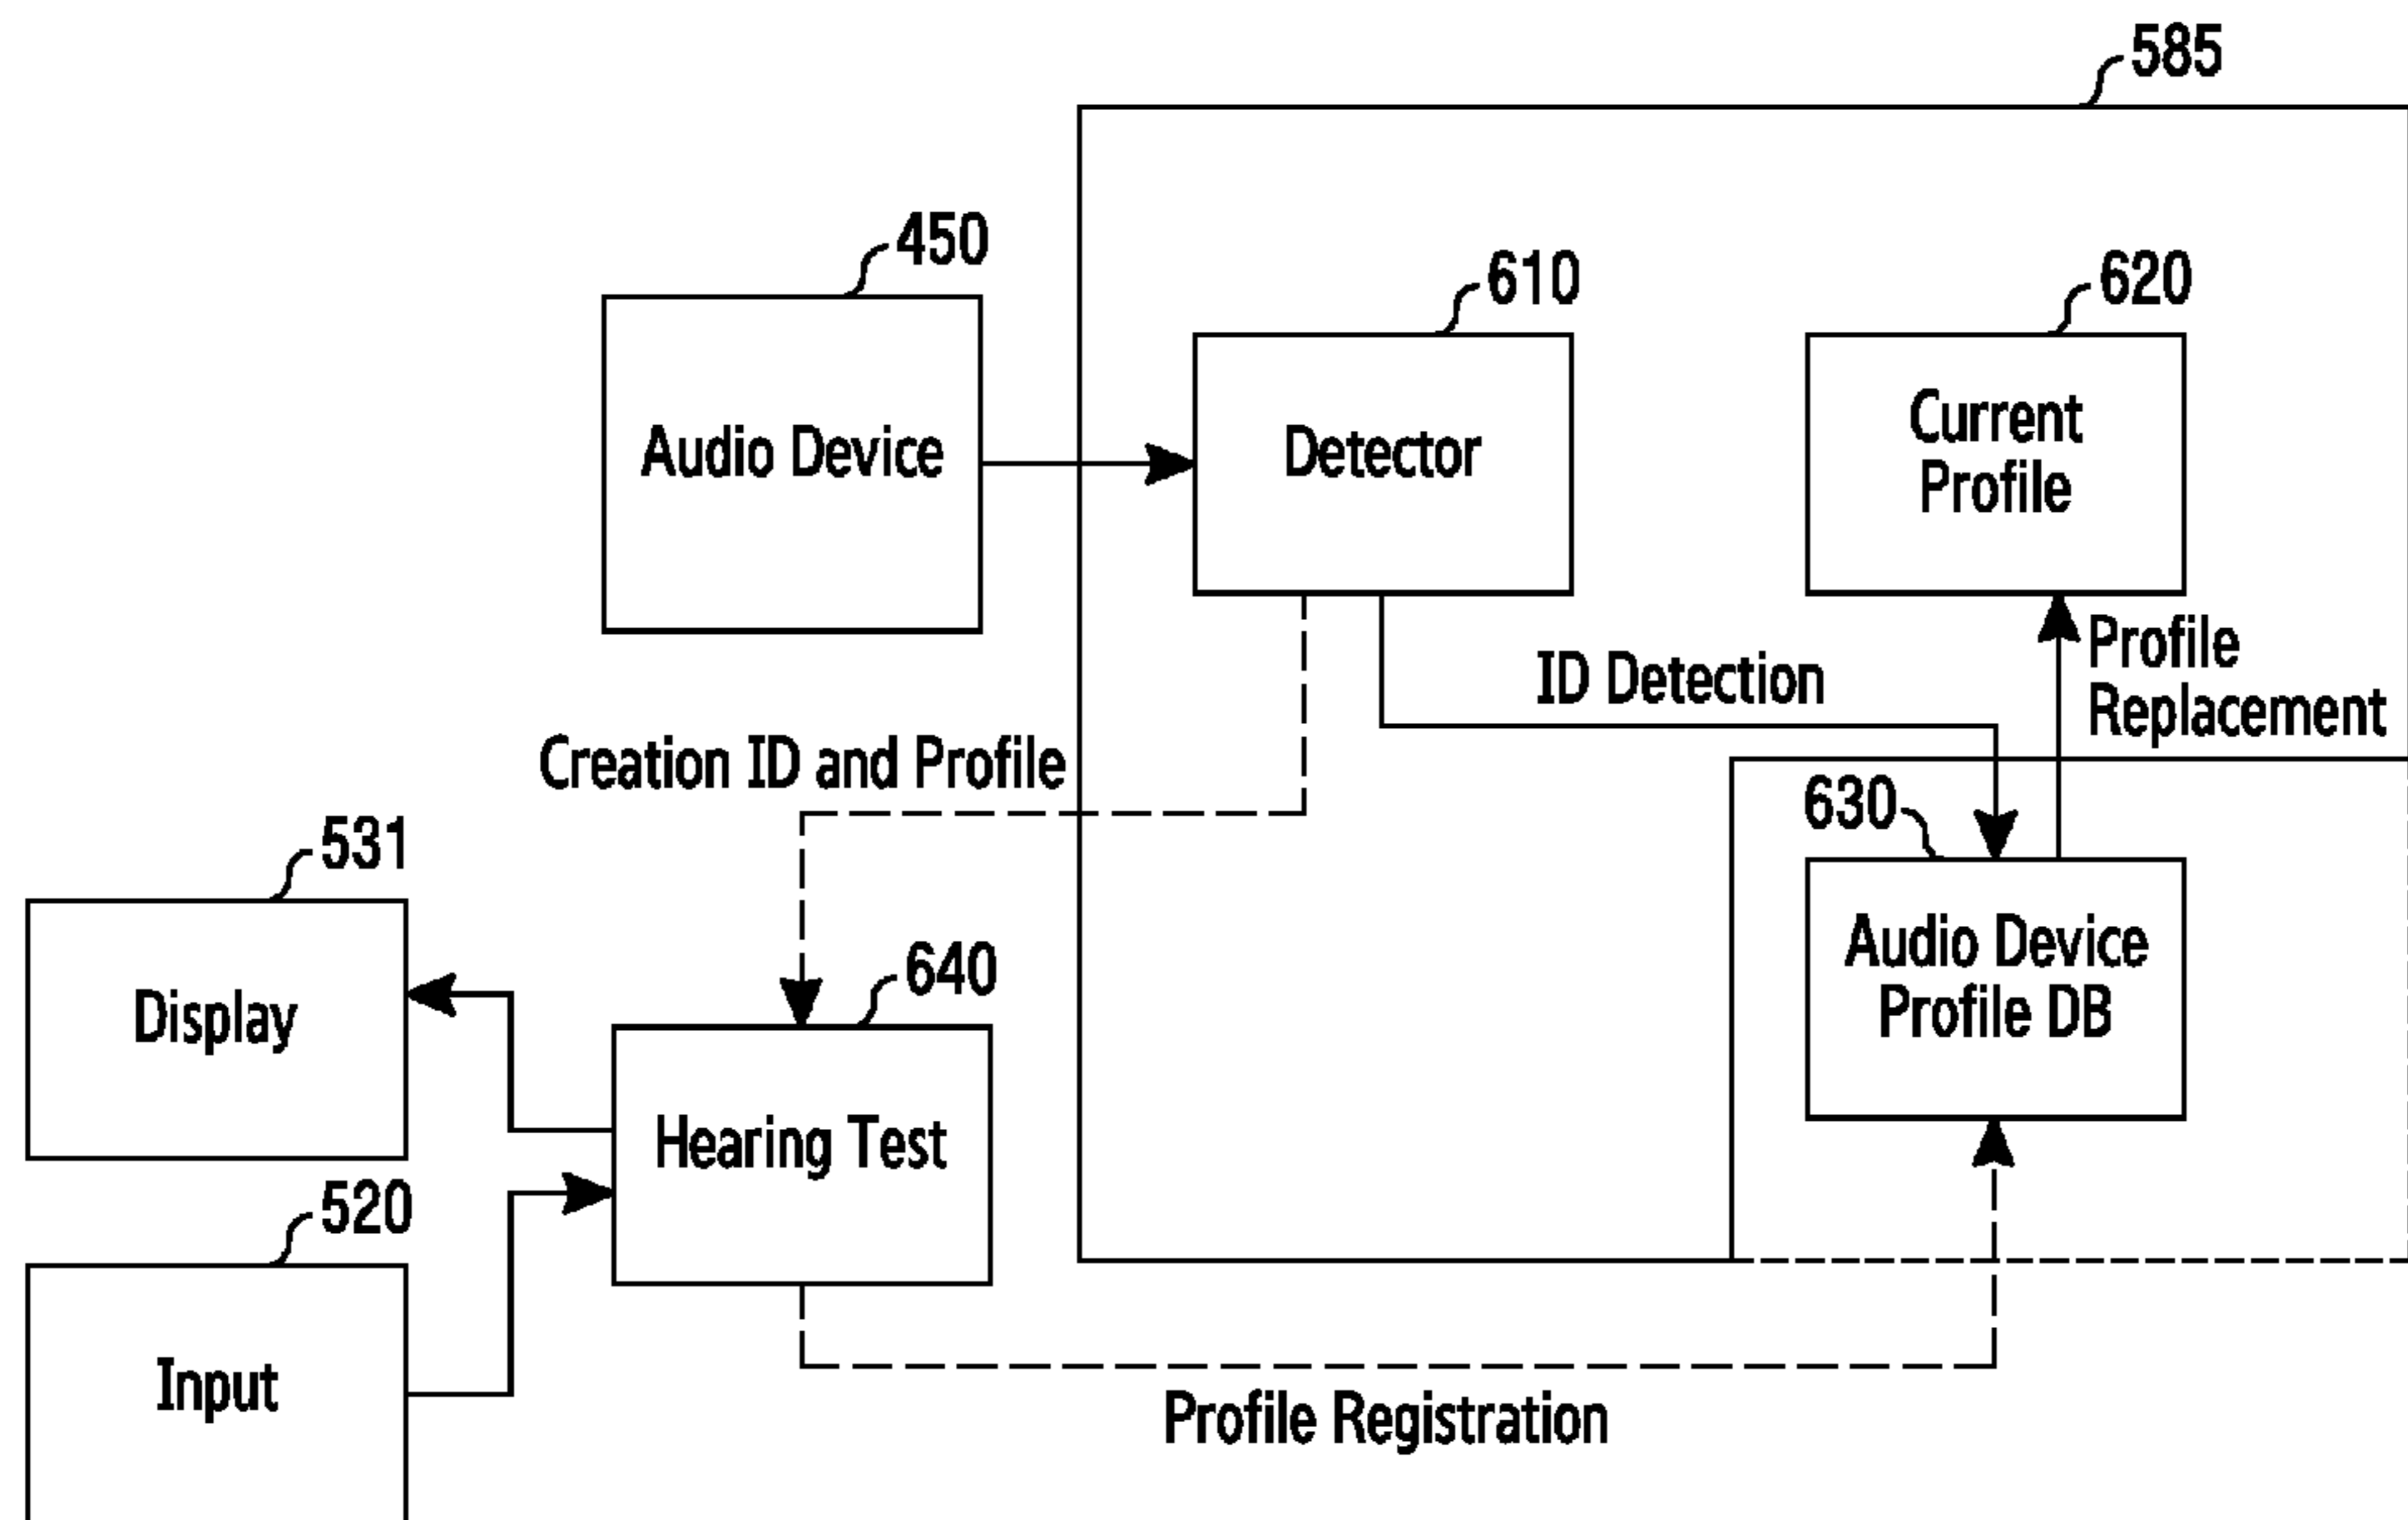 585
450
610
620
Audio Device
Detector
Current
Profile
ID Detection
Profile
Replacement
Creation ID and Profile
630
531
640
Audio Device
Profile DB
Display
Hearing Test
520
Input
Profile Registration